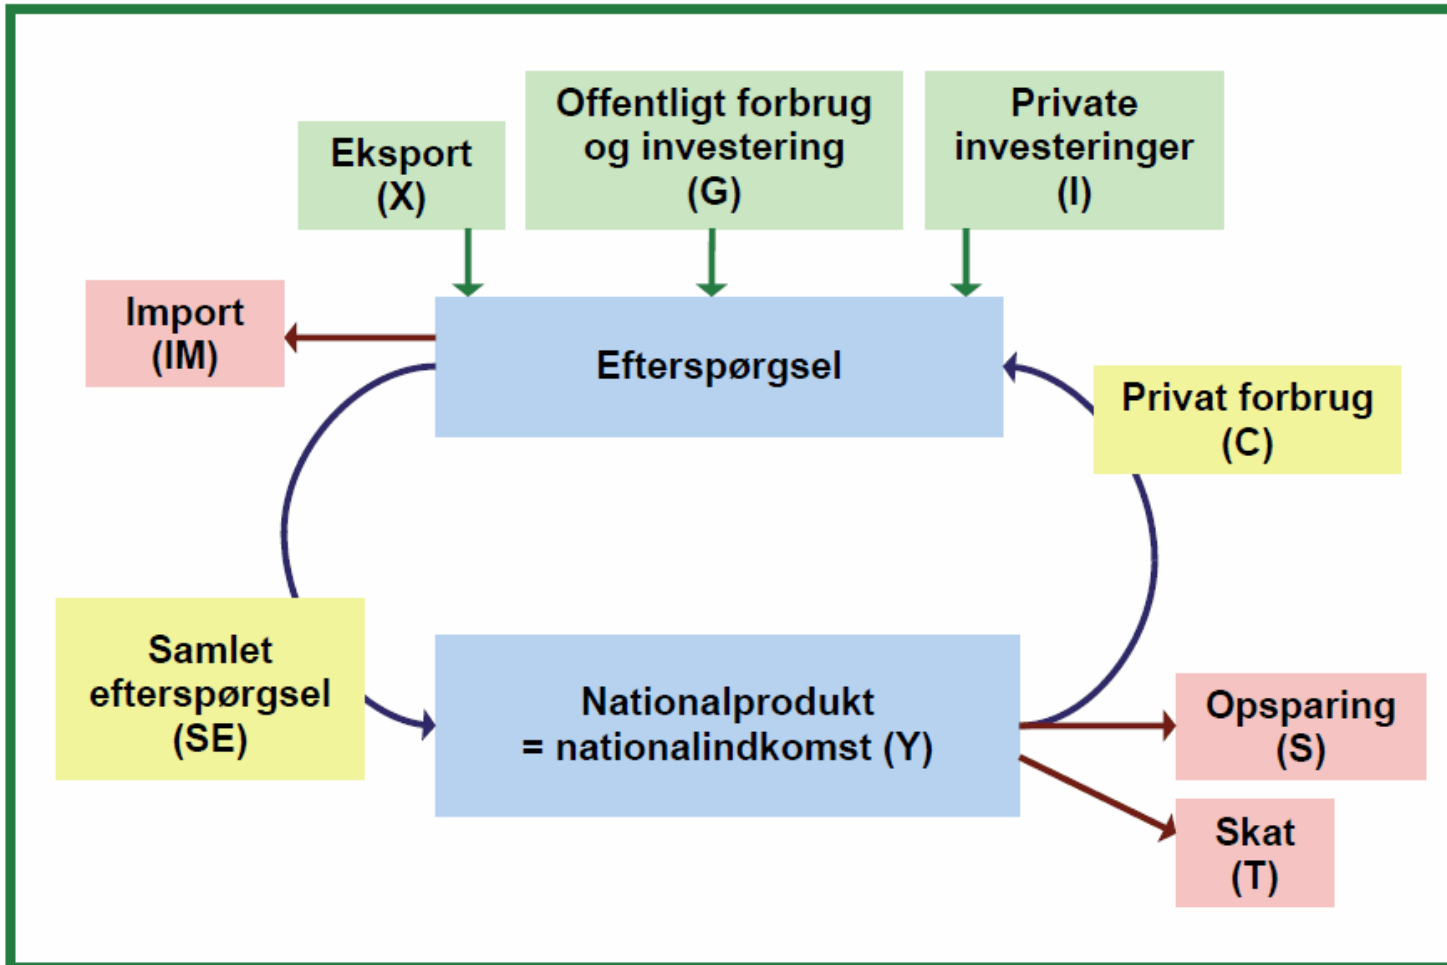 Eksport
(X)
Offentligt forbrug
og investering
(G)
Private
investeringer
(I)
Import
(IM)
Efterspørgsel
Privat forbrug
(C)
Samlet
efterspørgsel
(SE)
Nationalprodukt
= nationalindkomst (Y)
Opsparing
(S)
Skat
(T)